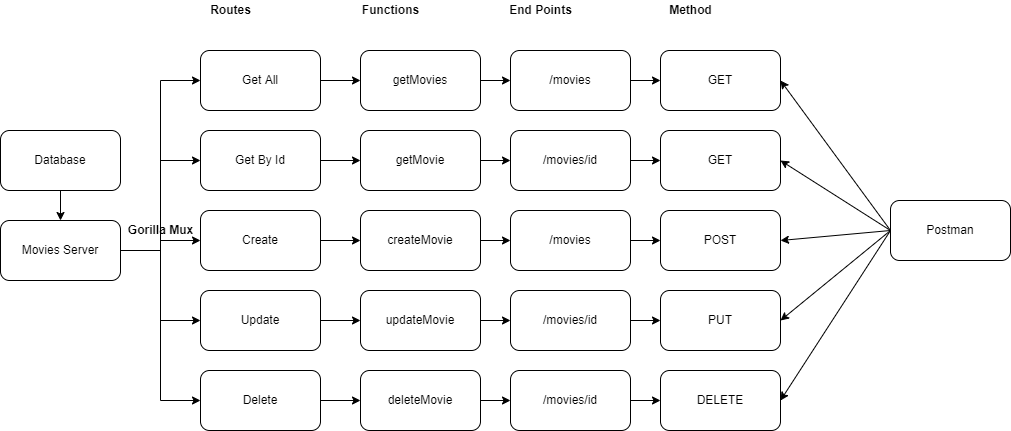 Routes Functions End Points Method
Get All getMovies /movies GET
Database Get By Id getMovie /movies/id GET
Gorilla Mux
Movies Server Create createMovie /movies POST Postman
Update updateMovie /movies/id PUT
Delete deleteMovie /movies/id DELETE